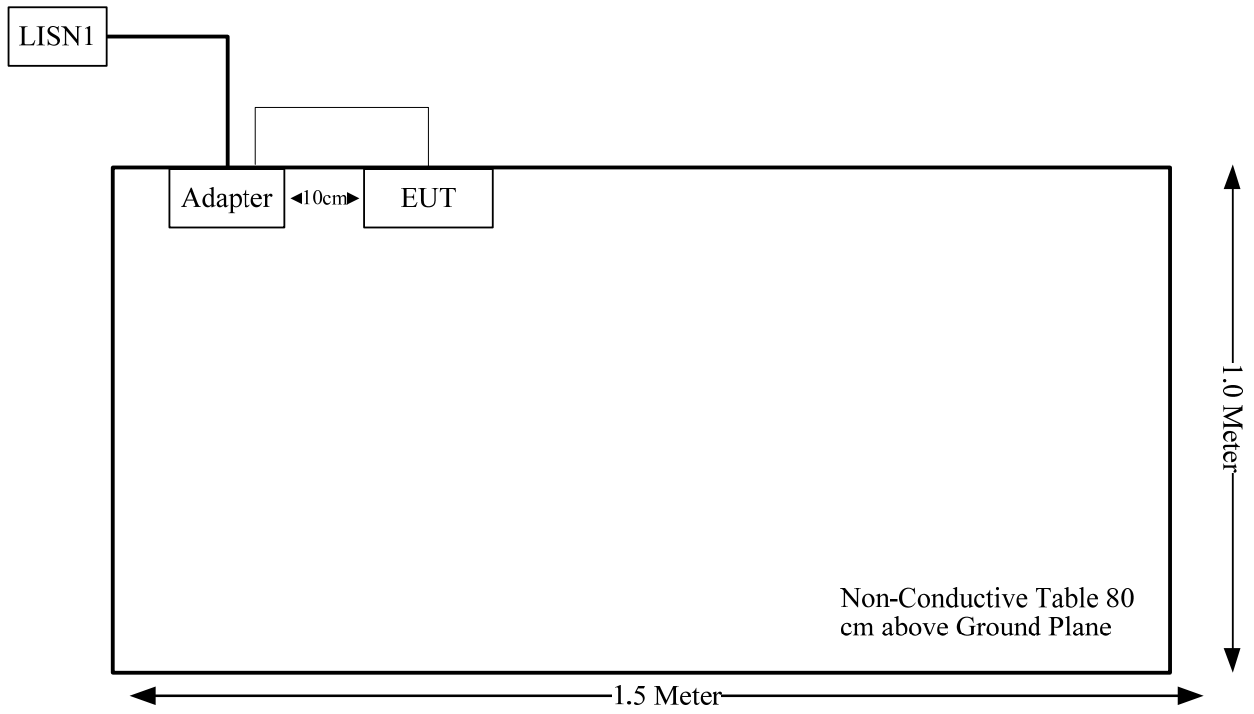 LISN1
Adapter
10cm
EUT
1.0 Meter
Non-Conductive Table 80
cm above Ground Plane
1.5 Meter